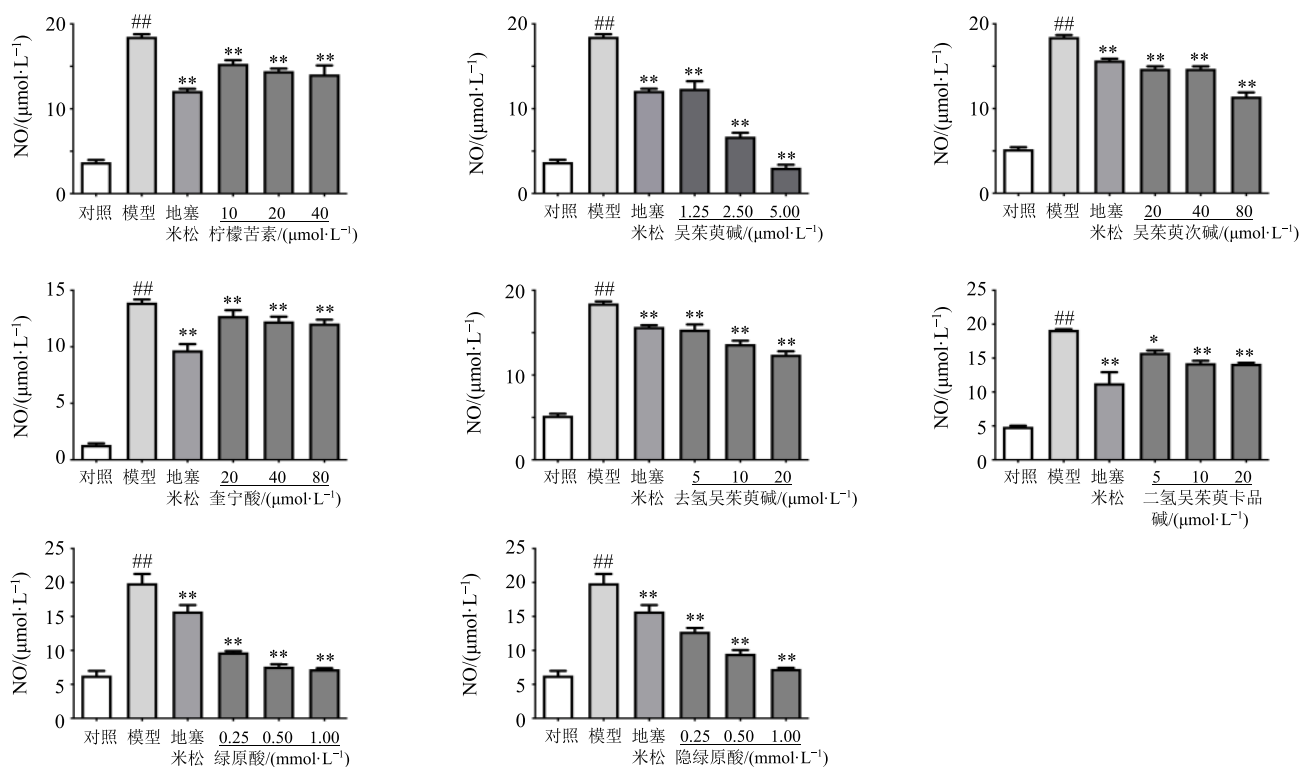 20
10
0
NO/(μmol·L⁻¹)
##
**
**
**
**
对照 模型 地塞 10 20 40
米松 柠檬苦素/(μmol·L⁻¹)
20
10
0
NO/(μmol·L⁻¹)
##
**
**
**
**
对照 模型 地塞 1.25 2.50 5.00
米松 吴茱萸碱/(μmol·L⁻¹)
20
10
0
NO/(μmol·L⁻¹)
##
**
**
**
**
对照 模型 地塞 20 40 80
米松 吴茱萸次碱/(μmol·L⁻¹)
15
10
5
0
NO/(μmol·L⁻¹)
##
**
**
**
**
对照 模型 地塞 20 40 80
米松 奎宁酸/(μmol·L⁻¹)
20
10
0
NO/(μmol·L⁻¹)
##
**
**
**
**
对照 模型 地塞 5 10 20
米松 去氢吴茱萸碱/(μmol·L⁻¹)
25
20
15
10
5
0
NO/(μmol·L⁻¹)
##
**
*
**
**
对照 模型 地塞 5 10 20
米松 二氢吴茱萸卡品
碱/(μmol·L⁻¹)
25
20
15
10
5
0
NO/(μmol·L⁻¹)
##
**
**
**
**
对照 模型 地塞 0.25 0.50 1.00
米松 绿原酸/(mmol·L⁻¹)
25
20
15
10
5
0
NO/(μmol·L⁻¹)
##
**
**
**
**
对照 模型 地塞 0.25 0.50 1.00
米松 隐绿原酸/(mmol·L⁻¹)